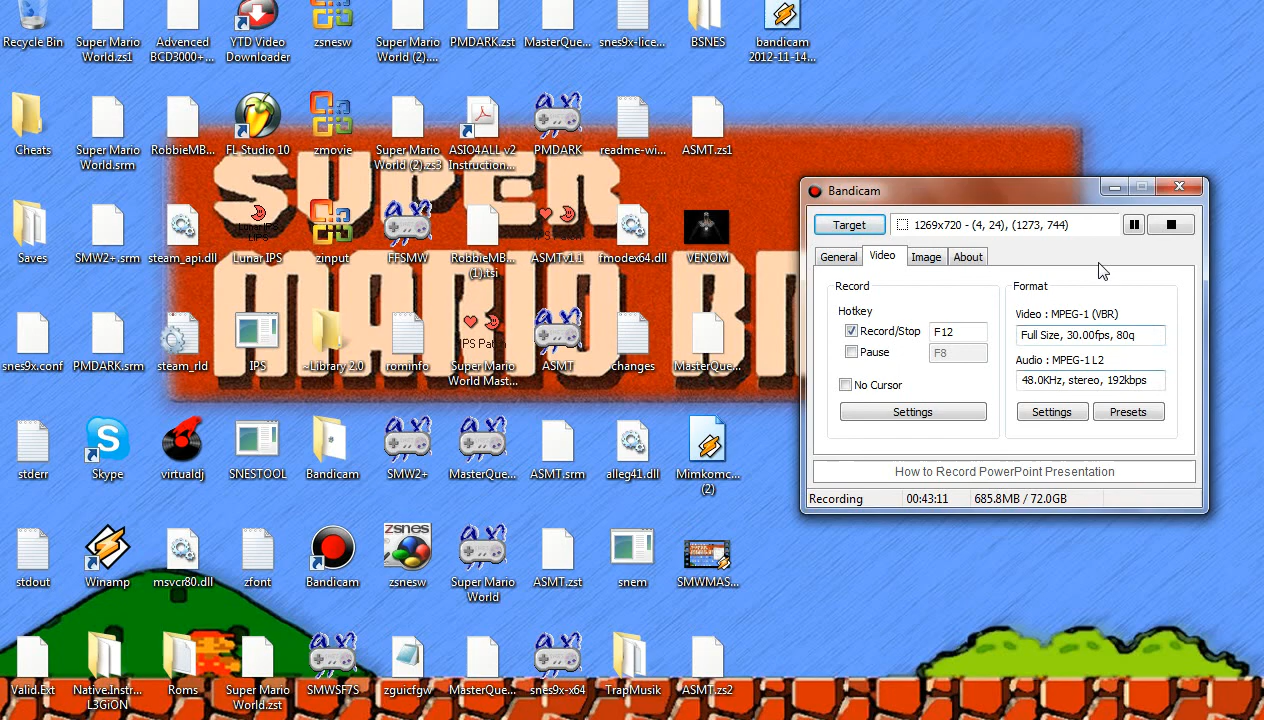 Recycle Bin
Super Mario
World.zs1
Advanced
BCD3000+...
YTD Video
Downloader
zsnesw
Super Mario
World (2)....
PMDARK.zst
MasterQue...
snes9x-lice...
BSNES
bandicam
2012-11-14...
Cheats
Super Mario
World.srm
RobbieMB...
FL Studio 10
zmovie
Super Mario
World (2).zs3
ASIO4ALL v2
Instruction...
PMDARK
readme-wi...
ASMT.zs1
SUPER
MARIO BR
Saves
SMW2+.srm
steam_api.dll
Lunar IPS
LIPS
Lunar IPS
zinput
FFSMW
RobbieMB...
(1).tsi
IPS Patch
ASMTv1.1
fmodex64.dll
VENOM
snes9x.conf
PMDARK.srm
steam_rld
IPS
~Library 2.0
rominfo
IPS Patch
Super Mario
World Mast...
ASMT
changes
MasterQue...
stderr
Skype
virtualdj
SNESTOOL
Bandicam
SMW2+
MasterQue...
ASMT.srm
alleg41.dll
Mimkomc...
(2)
stdout
Winamp
msvcr80.dll
zfont
Bandicam
zsnes
zsnesw
Super Mario
World
ASMT.zst
snem
SMWMAS...
Valid.Ext
Native.Instr...
L3GiON
Roms
Super Mario
World.zst
SMWSF7S
zguicfgw
MasterQue...
snes9x-x64
TrapMusik
ASMT.zs2
Bandicam
Target
1269x720 - (4, 24), (1273, 744)
General
Video
Image
About
Record
Hotkey
Record/Stop
F12
Pause
F8
No Cursor
Settings
Format
Video : MPEG-1 (VBR)
Full Size, 30.00fps, 80q
Audio : MPEG-1 L2
48.0KHz, stereo, 192kbps
Settings
Presets
How to Record PowerPoint Presentation
Recording
00:43:11
685.8MB / 72.0GB